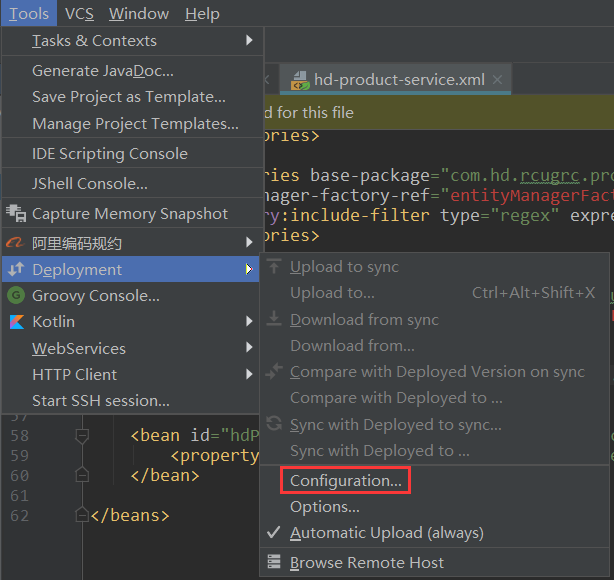 Tools VCS Window Help
Tasks & Contexts
Generate JavaDoc...
Save Project as Template...
Manage Project Templates...
IDE Scripting Console
JShell Console...
Capture Memory Snapshot
阿里编码规约
Deployment
Groovy Console...
Kotlin
WebServices
HTTP Client
Start SSH session...
hd-product-service.xml
d for this file
ories>
ries base-package="com.hd.rcugrc.pro
nager-factory-ref="entityManagerFact
ry:include-filter type="regex" expre
ories>
Upload to sync
Upload to... Ctrl+Alt+Shift+X
Download from sync
Download from...
Compare with Deployed Version on sync
Compare with Deployed to ...
Sync with Deployed to sync...
Sync with Deployed to ...
Configuration...
Options...
Automatic Upload (always)
Browse Remote Host
57
58 <bean id="hdP
59 <property
60 </bean>
61
62 </beans>